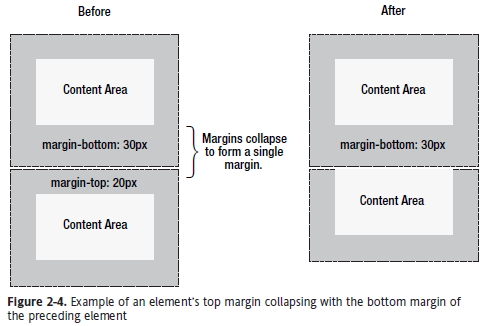 Before
Content Area
margin-bottom: 30px
margin-top: 20px
Content Area
Margins collapse
to form a single
margin.
After
Content Area
margin-bottom: 30px
Content Area
Figure 2-4. Example of an element's top margin collapsing with the bottom margin of
the preceding element